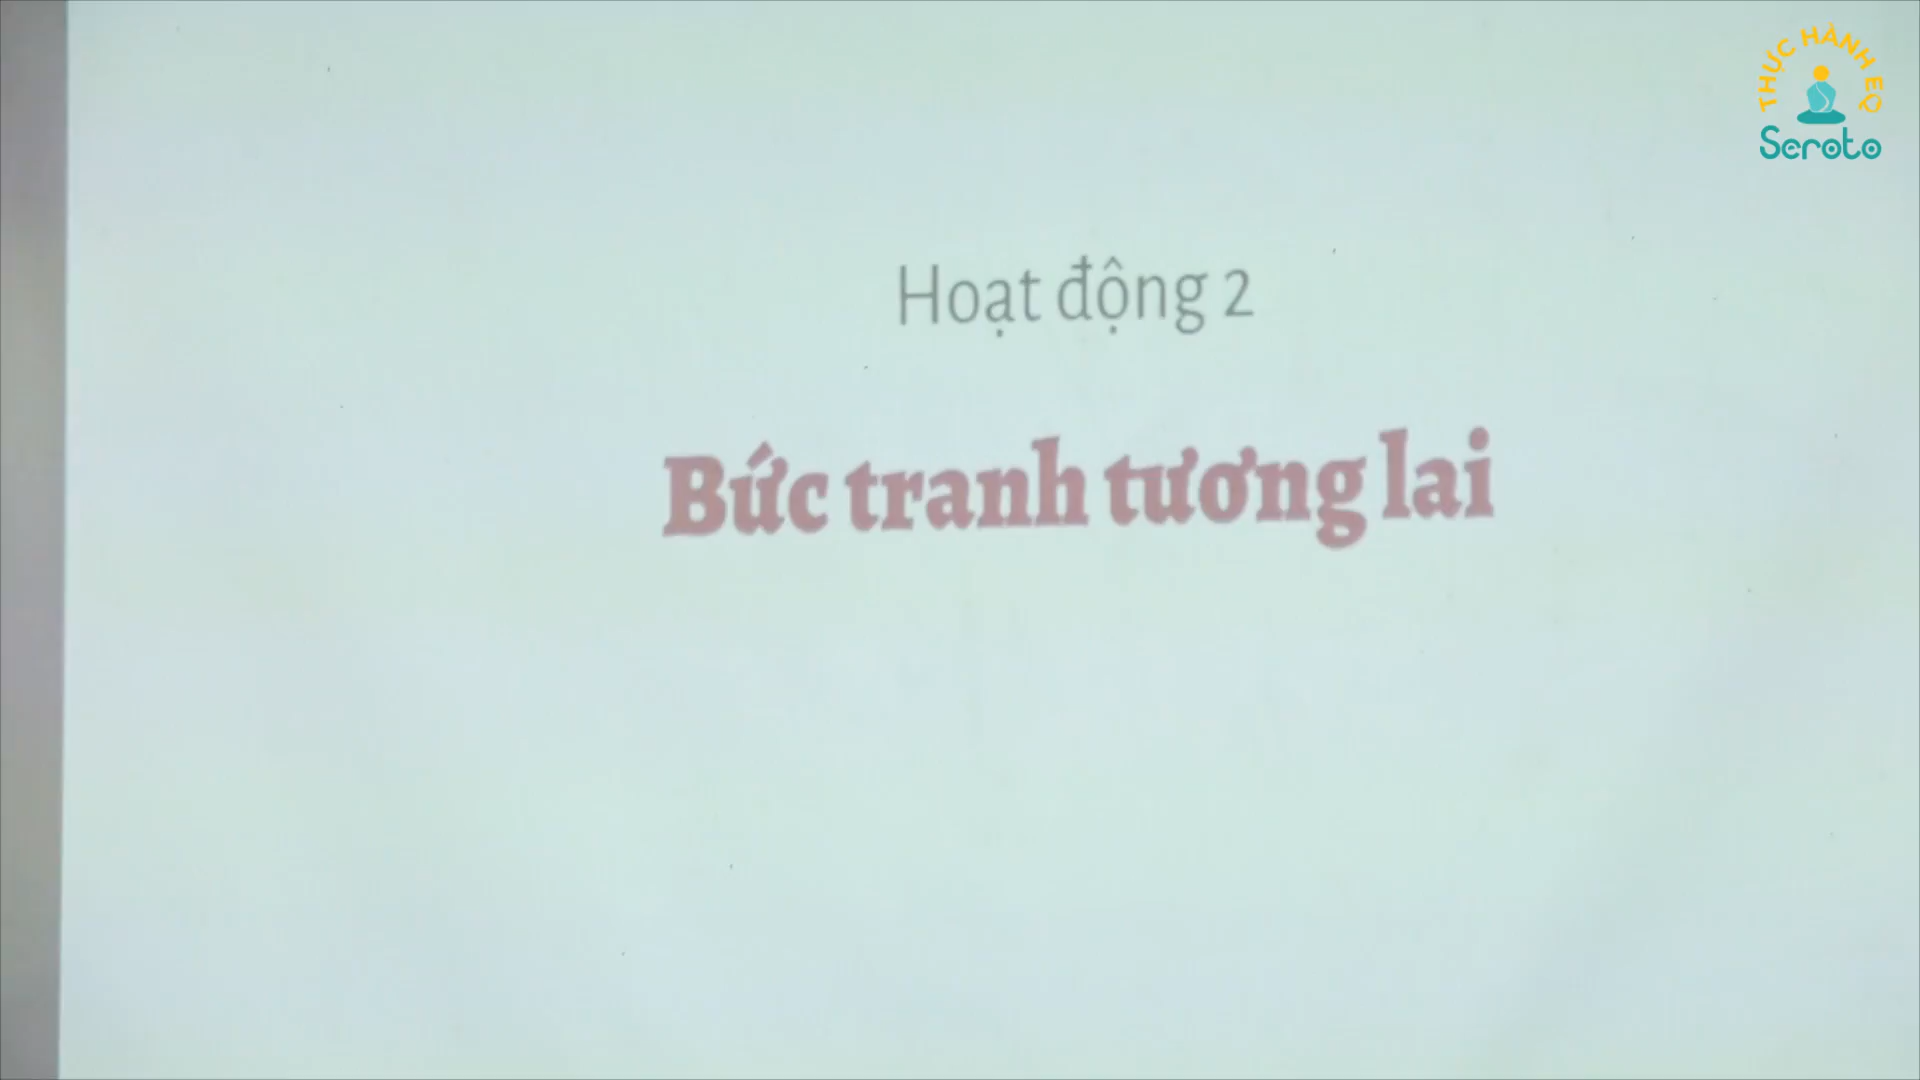 THỰC HÀNH EQ
Seroto
Hoạt động 2
Bức tranh tương lai